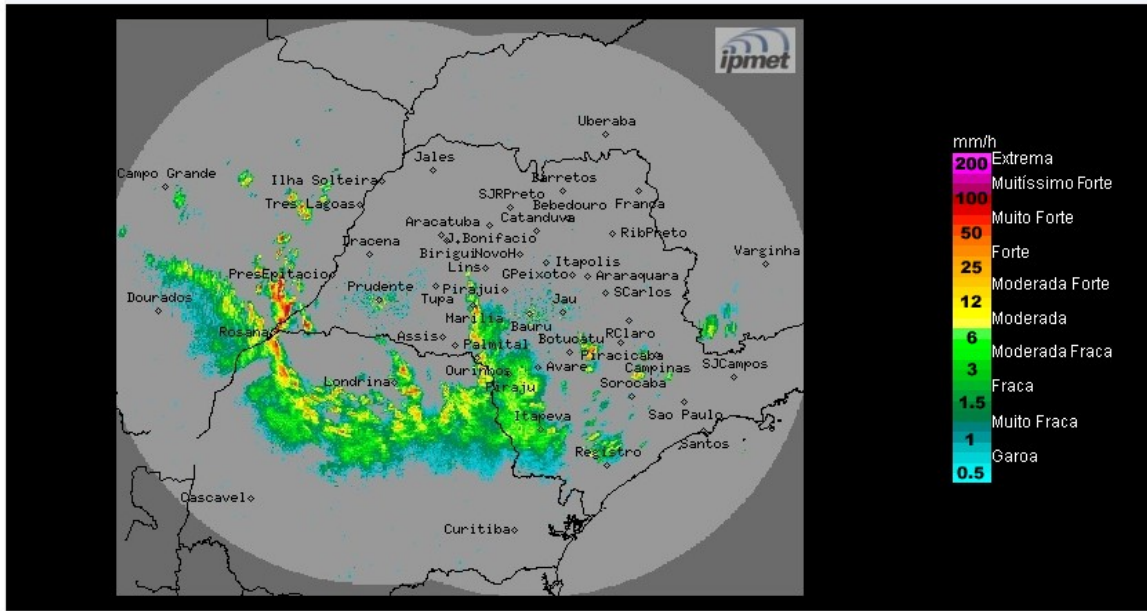 ipmet
Uberaba
Jales
Campo Grande
Ilha Solteira
Barretos
SJRPreto
Tres Lagoas
Bebedouro
Franca
Catanduva
Aracatuba
RibPreto
Dracena
J.Bonifacio
Varginha
Birigui
NovoH
Itapolis
Lins
PresEpitacio
GPeixoto
Araraquara
Prudente
Pirajui
SCarlos
Dourados
Tupa
Jau
Marilia
Bauru
Rosana
Assis
RClaro
Botucatu
Palmital
Piracicaba
Ourinhos
Avare
Campinas
SJCampos
Londrina
Piraju
Sorocaba
Sao Paulo
Itapeva
Santos
Registro
Cascavel
Curitiba
mm/h
200
Extrema
Muitíssimo Forte
100
Muito Forte
50
Forte
25
Moderada Forte
12
Moderada
6
Moderada Fraca
3
Fraca
1.5
Muito Fraca
1
Garoa
0.5